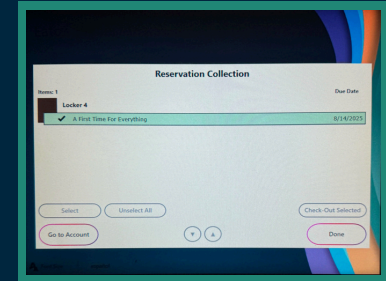 Reservation Collection
Items: 1
Due Date
Locker 4
A First Time For Everything 8/14/2025
Select
Unselect All
Check-Out Selected
Go to Account
Done